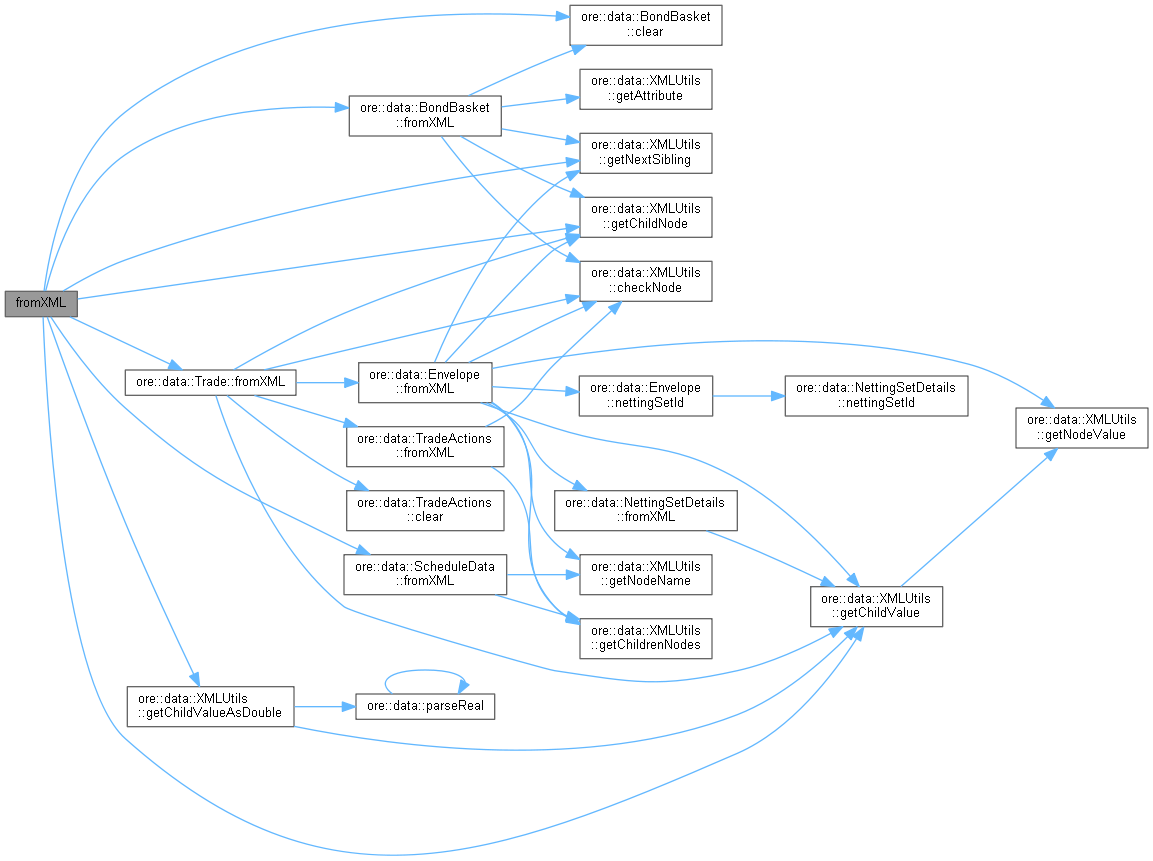 ore::data::BondBasket
::clear
ore::data::XMLUtils
::getAttribute
ore::data::BondBasket
::fromXML
ore::data::XMLUtils
::getNextSibling
ore::data::XMLUtils
::getChildNode
ore::data::XMLUtils
::checkNode
fromXML
ore::data::Trade::fromXML
ore::data::Envelope
::fromXML
ore::data::Envelope
::nettingSetId
ore::data::NettingSetDetails
::nettingSetId
ore::data::XMLUtils
::getNodeValue
ore::data::TradeActions
::fromXML
ore::data::TradeActions
::clear
ore::data::NettingSetDetails
::fromXML
ore::data::ScheduleData
::fromXML
ore::data::XMLUtils
::getNodeName
ore::data::XMLUtils
::getChildValue
ore::data::XMLUtils
::getChildrenNodes
ore::data::XMLUtils
::getChildValueAsDouble
ore::data::parseReal